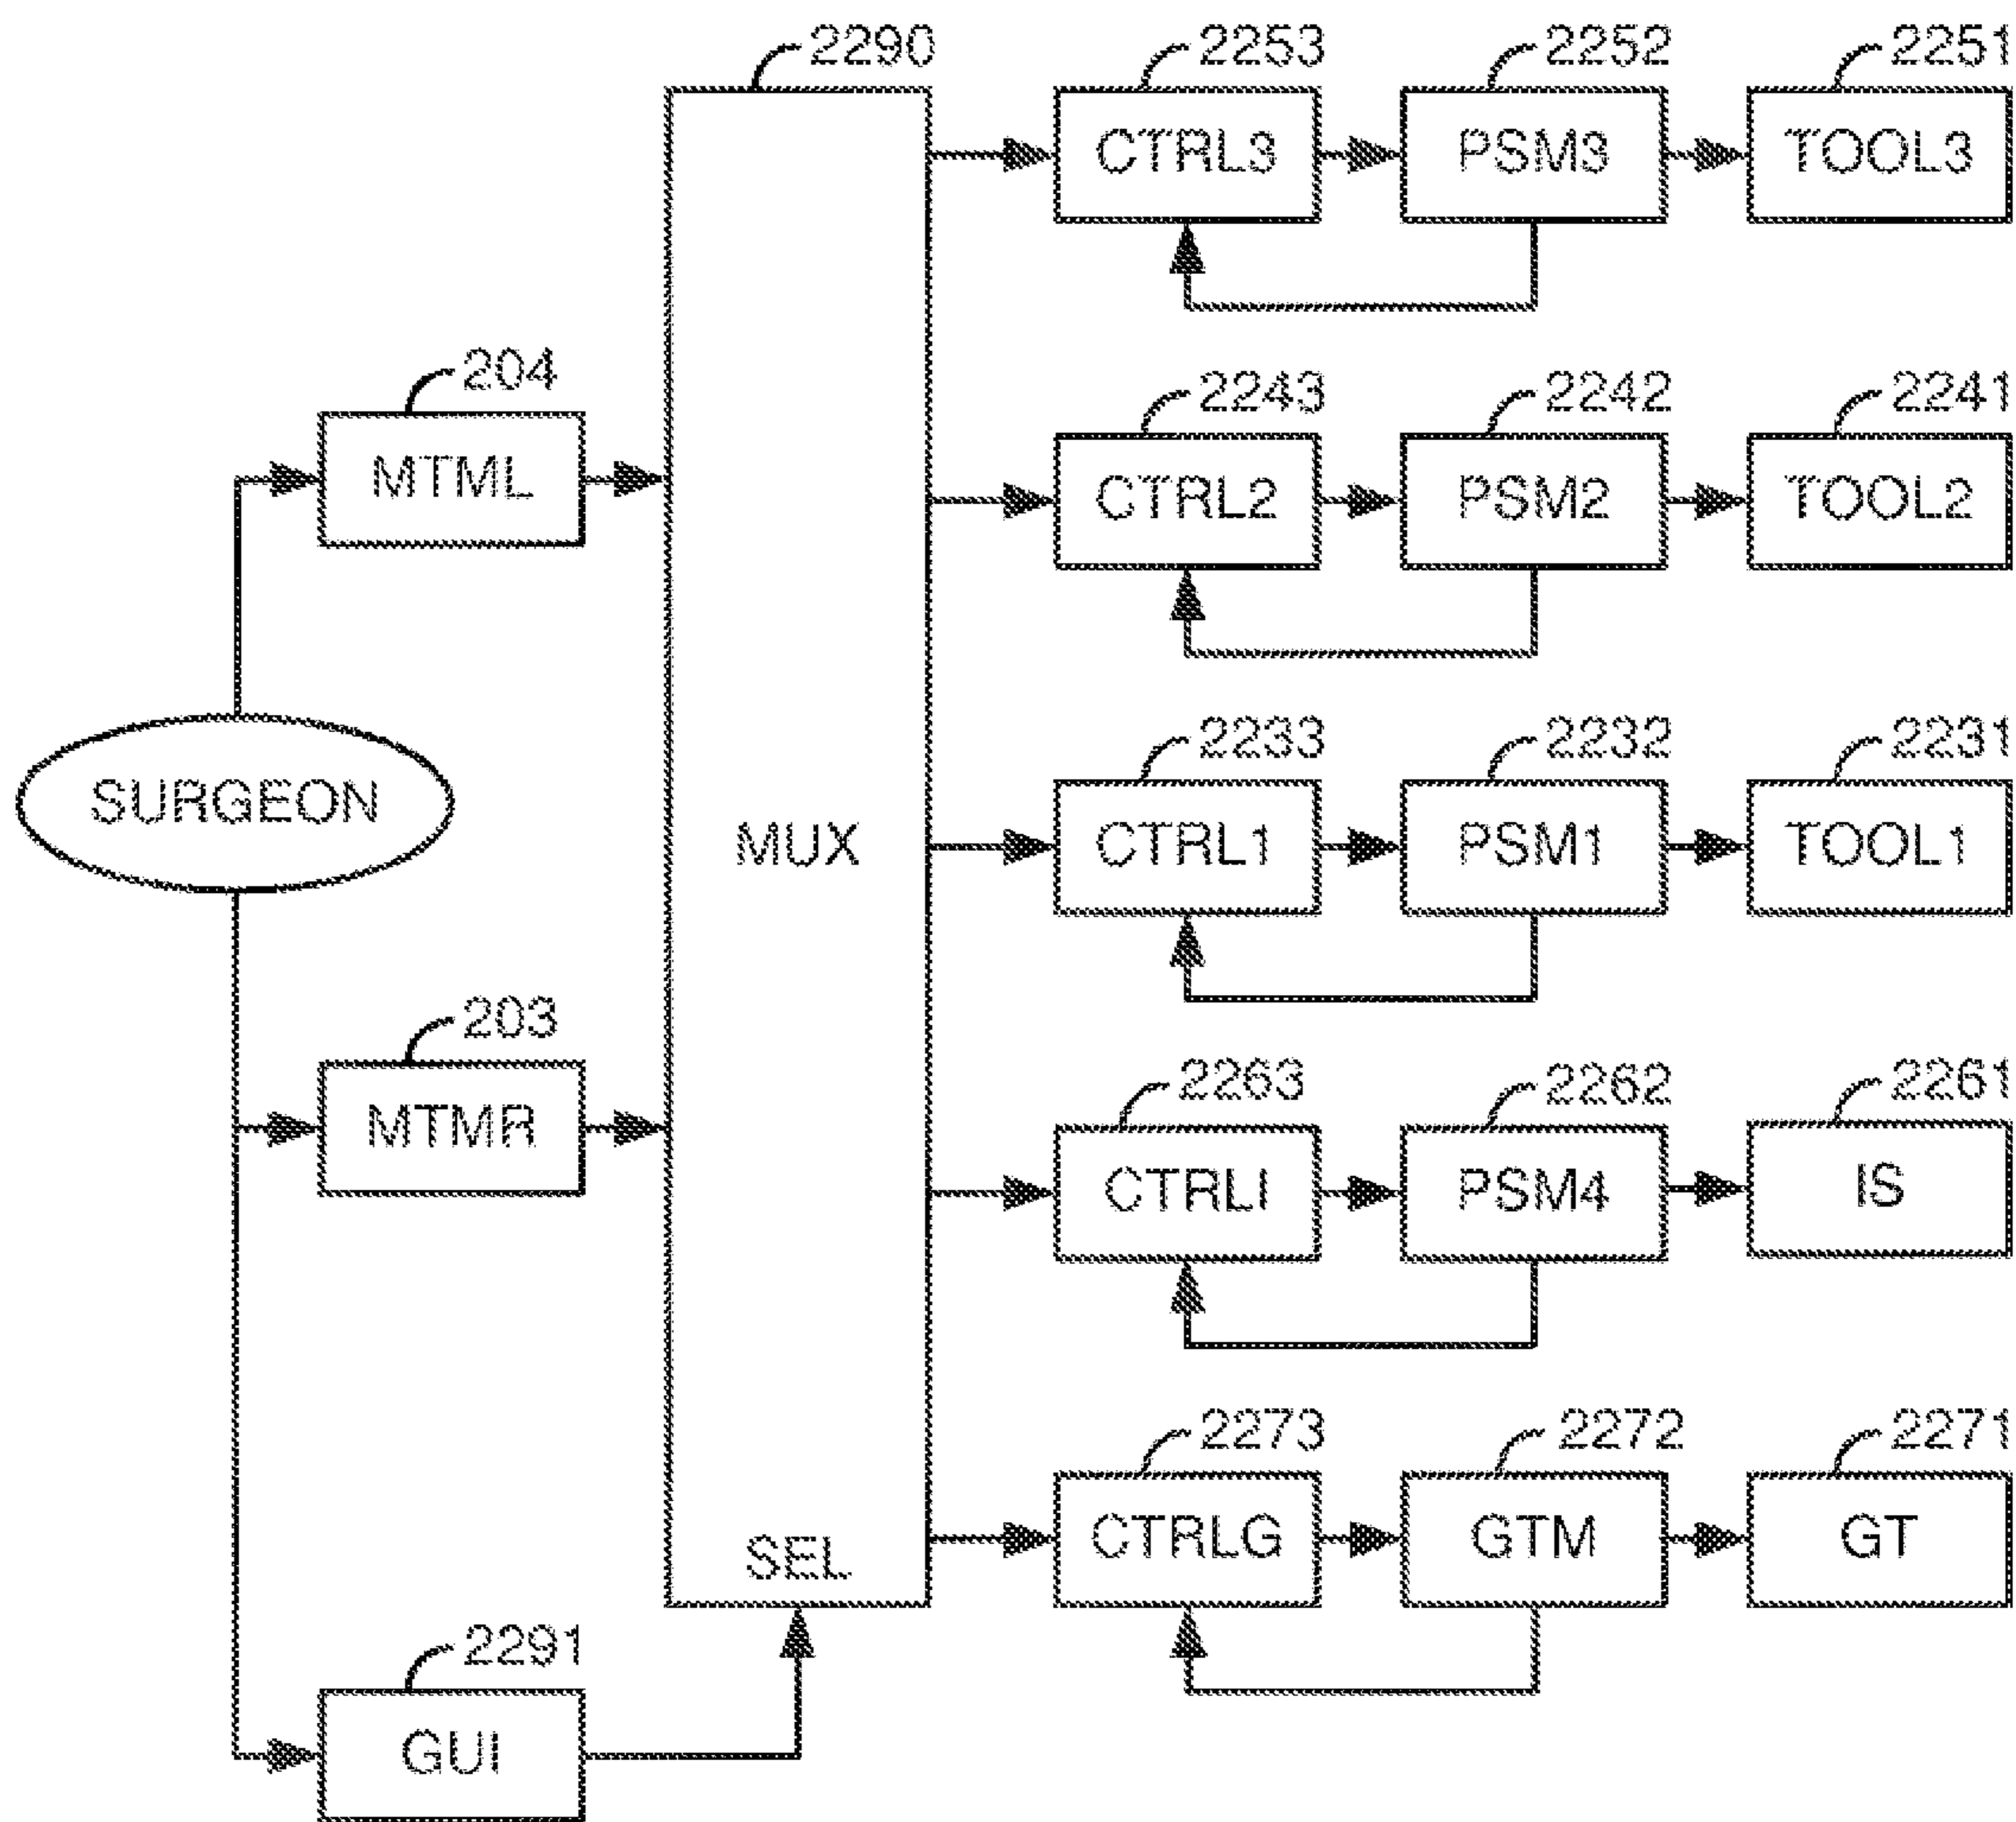 2290 2253 2252 2251
CTRL3 PSM3 TOOL3
204 2243 2242 2241
MTML CTRL2 PSM2 TOOL2
2233 2232 2231
SURGEON MUX CTRL1 PSM1 TOOL1
203 2263 2262 2261
MTMR CTRLI PSM4 IS
2273 2272 2271
SEL CTRLG GTM GT
2291
GUI